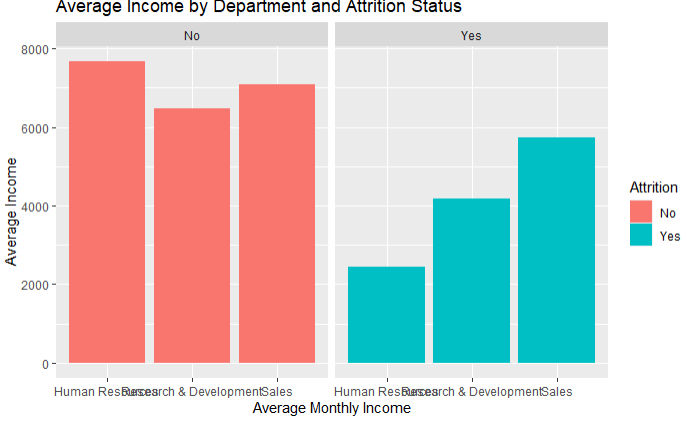 Average Income by Department and Attrition Status
No
Yes
8000
6000
4000
2000
0
Average Income
Human Resources
Research & Development
Sales
Human Resources
Research & Development
Sales
Average Monthly Income
Attrition
No
Yes